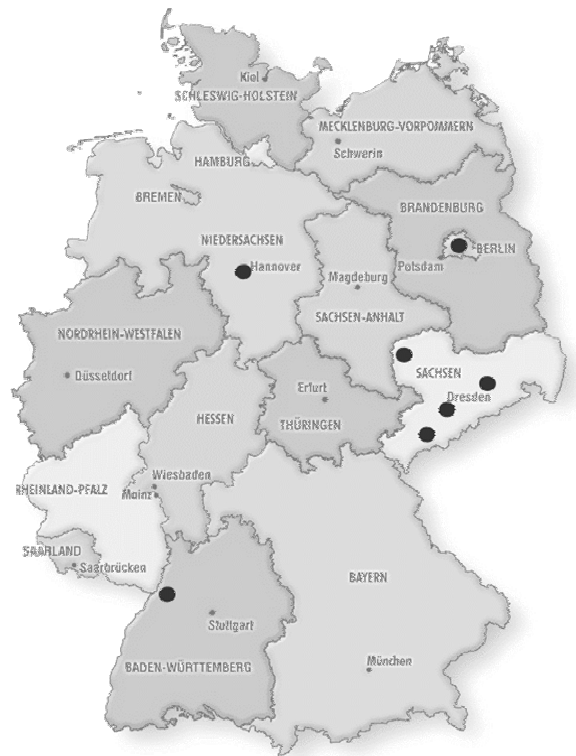 Kiel
SCHLESWIG-HOLSTEIN
MECKLENBURG-VORPOMMERN
Schwerin
HAMBURG
BREMEN
BRANDENBURG
NIEDERSACHSEN
BERLIN
Potsdam
Hannover
Magdeburg
SACHSEN-ANHALT
NORDRHEIN-WESTFALEN
Düsseldorf
SACHSEN
Dresden
Erfurt
THÜRINGEN
HESSEN
Wiesbaden
Mainz
RHEINLAND-PFALZ
SAARLAND
Saarbrücken
BAYERN
Stuttgart
BADEN-WÜRTTEMBERG
München